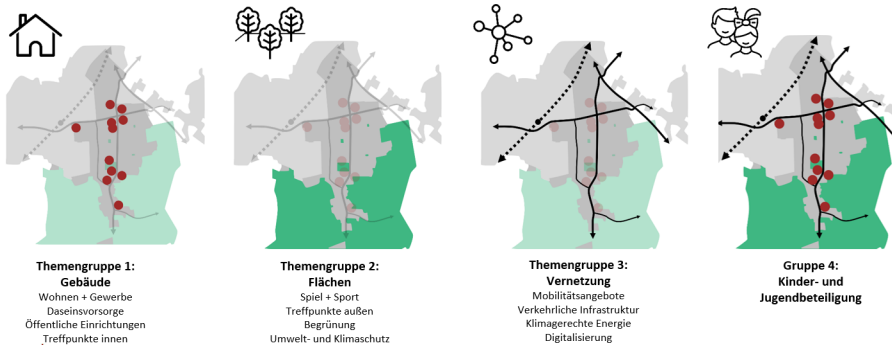 Themengruppe 1:
Gebäude
Wohnen + Gewerbe
Daseinsvorsorge
Öffentliche Einrichtungen
Treffpunkte innen
Themengruppe 2:
Flächen
Spiel + Sport
Treffpunkte außen
Begrünung
Umwelt- und Klimaschutz
Themengruppe 3:
Vernetzung
Mobilitätsangebote
Verkehrliche Infrastruktur
Klimagerechte Energie
Digitalisierung
Gruppe 4:
Kinder- und
Jugendbeteiligung